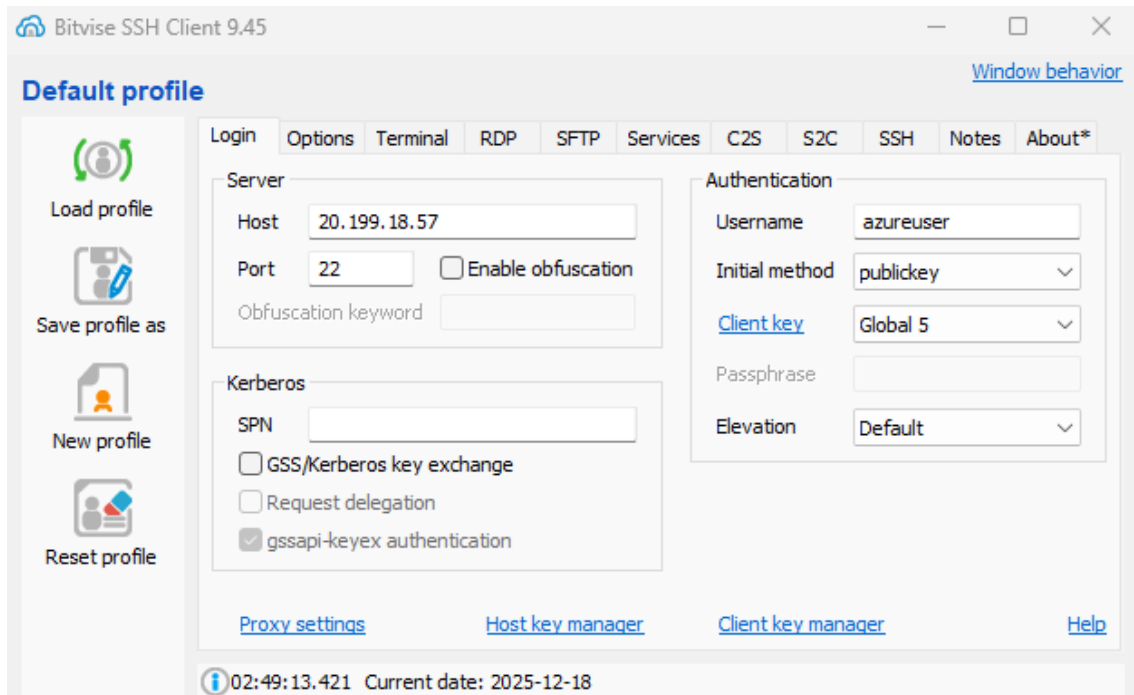 Bitvise SSH Client 9.45
Window behavior
Default profile
Load profile
Save profile as
New profile
Reset profile
Login Options Terminal RDP SFTP Services C2S S2C SSH Notes About*
Server
Host 20.199.18.57
Port 22 Enable obfuscation
Obfuscation keyword
Kerberos
SPN
GSS/Kerberos key exchange
Request delegation
gssapi-keyex authentication
Authentication
Username azureuser
Initial method publickey
Client key Global 5
Passphrase
Elevation Default
Proxy settings Host key manager Client key manager Help
02:49:13.421 Current date: 2025-12-18